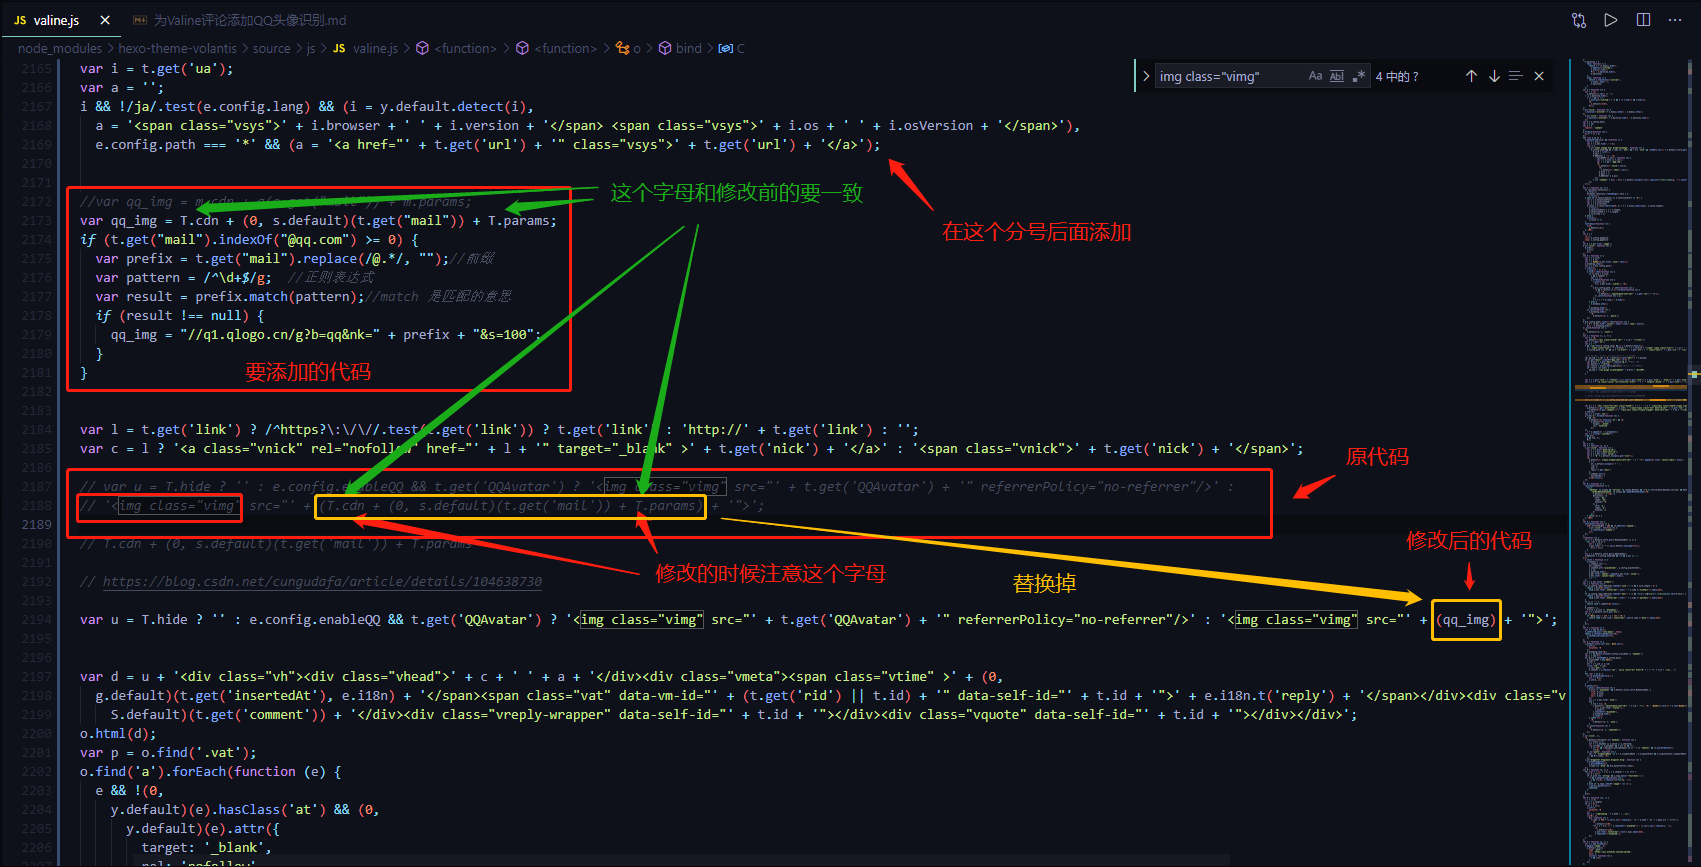 JS valine.js × 为Valine评论添加QQ头像识别.md
node_modules > hexo-theme-volantis > source > js > JS valine.js > <function> > <function> > o > bind > C
img class="vimg" Aa Abl .* 4 中的 ?
2165 var i = t.get('ua');
2166 var a = '';
2167 i && !/ja/.test(e.config.lang) && (i = y.default.detect(i),
2168 a = '<span class="vsys">' + i.browser + ' ' + i.version + '</span> <span class="vsys">' + i.os + ' ' + i.osVersion + '</span>'),
2169 e.config.path === '*' && (a = '<a href="' + t.get('url') + '" class="vsys">' + t.get('url') + '</a>');
2170
2171
这个字母和修改前的要一致
2172 //var qq_img = m.cdn + a(e.get("mail")) + m.params;
2173 var qq_img = T.cdn + (0, s.default)(t.get("mail")) + T.params;
在这个分号后面添加
2174 if (t.get("mail").indexOf("@qq.com") >= 0) {
2175 var prefix = t.get("mail").replace(/@.*/, "");//前缀
2176 var pattern = /^\d+$/g; //正则表达式
2177 var result = prefix.match(pattern);//match 是匹配的意思
2178 if (result !== null) {
2179 qq_img = "//q1.qlogo.cn/g?b=qq&nk=" + prefix + "&s=100";
2180 }
要添加的代码
2181 }
2182
2183
2184 var l = t.get('link') ? /^https?\:\/\//.test(t.get('link')) ? t.get('link') : 'http://' + t.get('link') : '';
2185 var c = l ? '<a class="vnick" rel="nofollow" href="' + l + '" target="_blank" >' + t.get('nick') + '</a>' : '<span class="vnick">' + t.get('nick') + '</span>';
原代码
2186
2187 // var u = T.hide ? '' : e.config.enableQQ && t.get('QQAvatar') ? '<img class="vimg" src="' + t.get('QQAvatar') + '" referrerPolicy="no-referrer"/>' :
2188 // '<img class="vimg" src="' + (T.cdn + (0, s.default)(t.get('mail')) + T.params) + '">';
2189
2190 // T.cdn + (0, s.default)(t.get('mail')) + T.params
修改后的代码
2191
修改的时候注意这个字母
替换掉
2192 // https://blog.csdn.net/cungudafa/article/details/104638730
2193
2194 var u = T.hide ? '' : e.config.enableQQ && t.get('QQAvatar') ? '<img class="vimg" src="' + t.get('QQAvatar') + '" referrerPolicy="no-referrer"/>' : '<img class="vimg" src="' + (qq_img) + '">';
2195
2196
2197 var d = u + '<div class="vh"><div class="vhead">' + c + ' ' + a + '</div><div class="vmeta"><span class="vtime" >' + (0,
2198 g.default)(t.get('insertedAt'), e.i18n) + '</span><span class="vat" data-vm-id="' + (t.get('rid') || t.id) + '" data-self-id="' + t.id + '">' + e.i18n.t('reply') + '</span></div><div class="v
2199 S.default)(t.get('comment')) + '</div><div class="vreply-wrapper" data-self-id="' + t.id + '"></div><div class="vquote" data-self-id="' + t.id + '"></div></div>';
2200 o.html(d);
2201 var p = o.find('.vat');
2202 o.find('a').forEach(function (e) {
2203 e && !(0,
2204 y.default)(e).hasClass('at') && (0,
2205 y.default)(e).attr({
2206 target: '_blank',
2207 rel: 'nofollow'